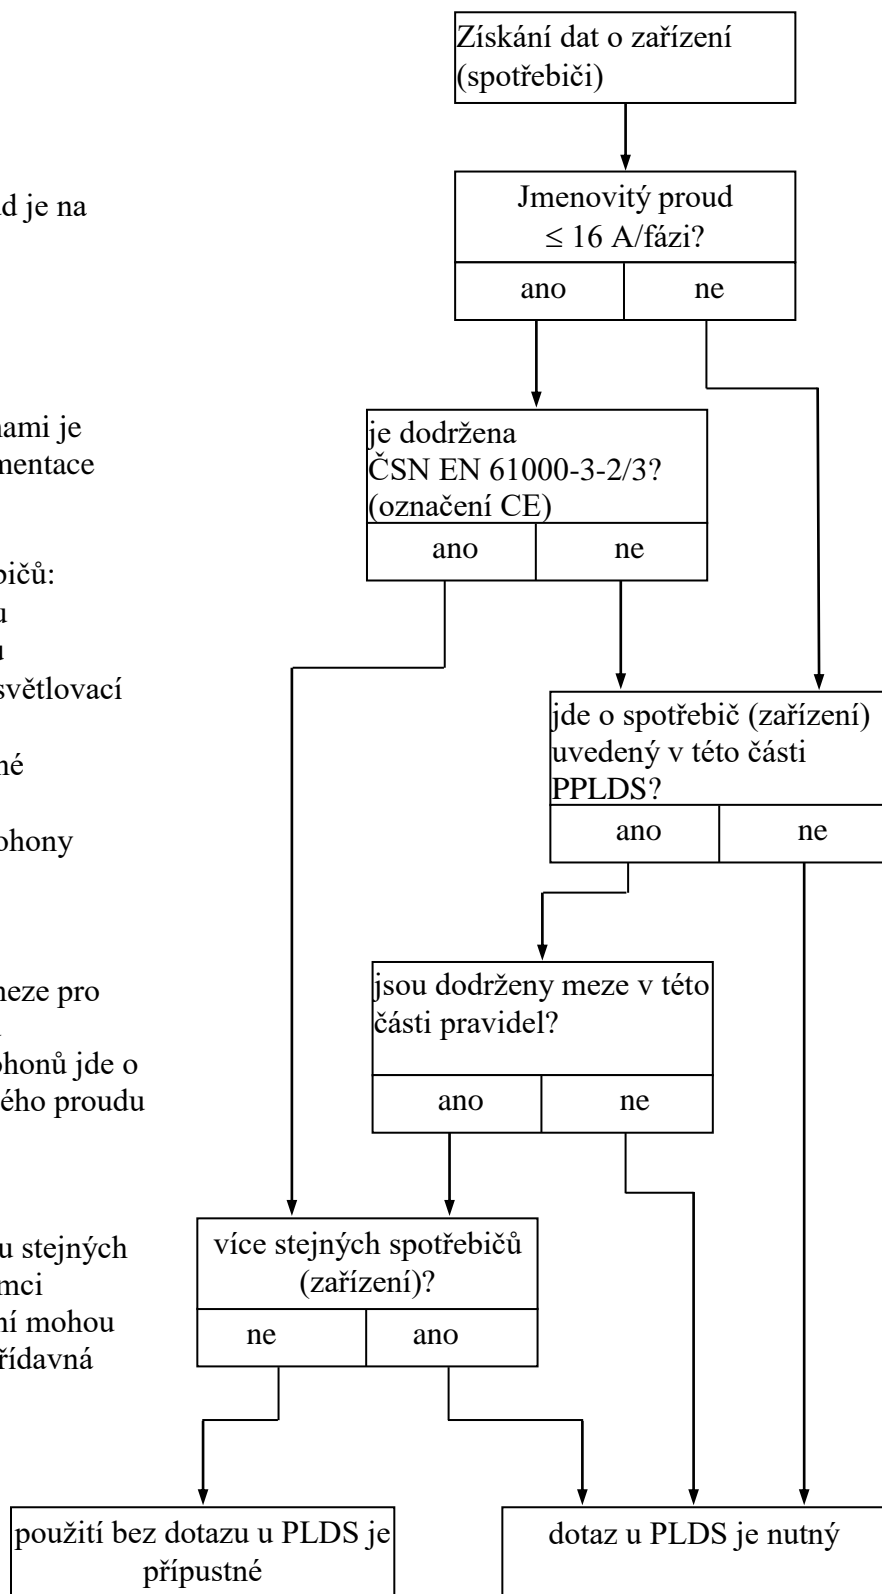 Získání dat o zařízení
(spotřebiči)
d je na
Jmenovitý proud
≤ 16 A/fázi?
ano
ne
nami je
mentace
je dodržena
ČSN EN 61000-3-2/3?
(označení CE)
ano
ne
bičů:
u
u
světlovací
né
ohony
jde o spotřebič (zařízení)
uvedený v této části
PPLDS?
ano
ne
neze pro
ohonů jde o
ého proudu
jsou dodrženy meze v této
části pravidel?
ano
ne
u stejných
mci
ní mohou
řídavná
více stejných spotřebičů
(zařízení)?
ne
ano
použití bez dotazu u PLDS je
přípustné
dotaz u PLDS je nutný